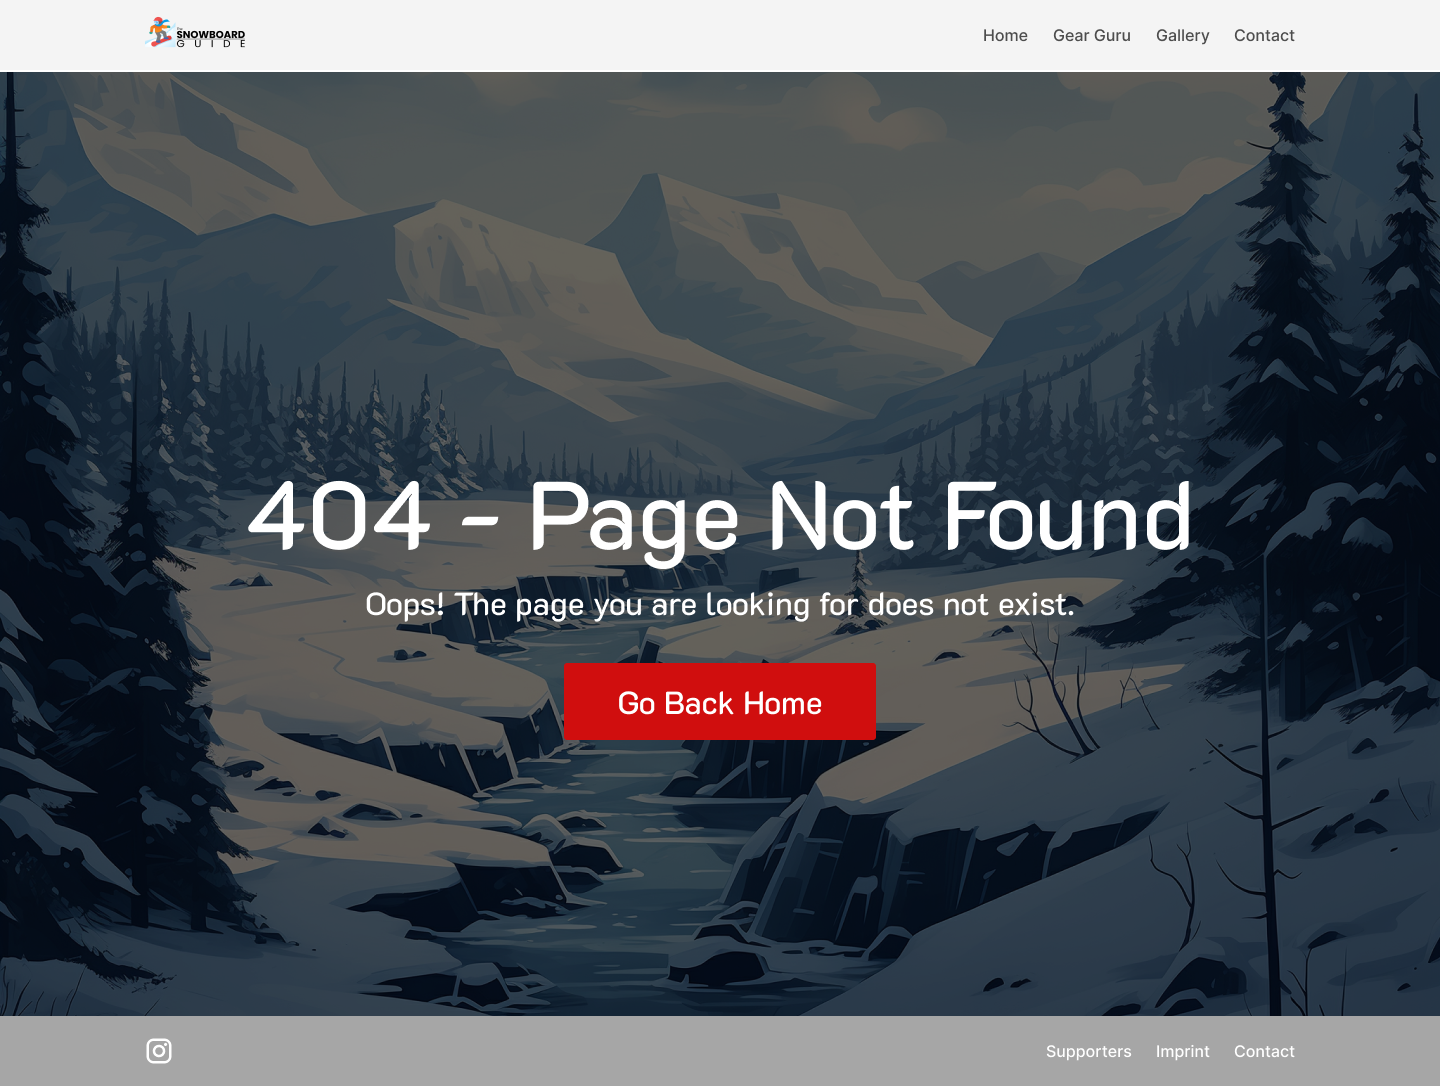 SNOWBOARD
GUIDE
Home Gear Guru Gallery Contact
404 - Page Not Found
Oops! The page you are looking for does not exist.
Go Back Home
Supporters Imprint Contact